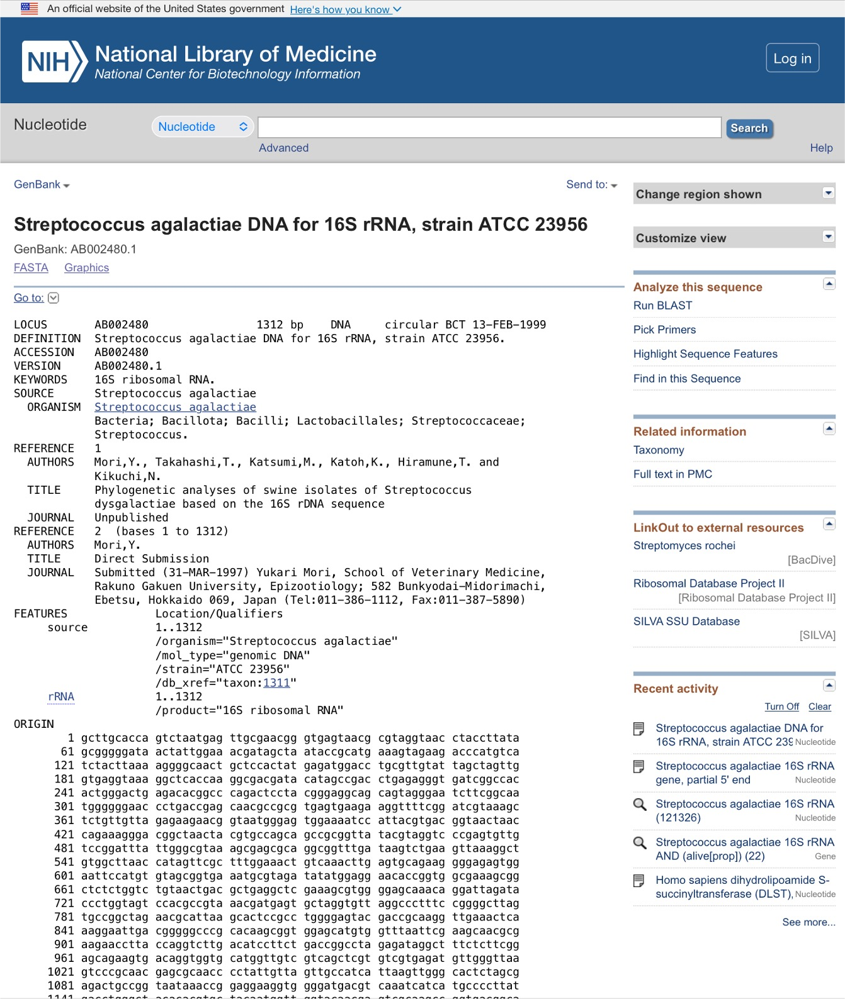 An official website of the United States government Here's how you know
NIH National Library of Medicine
National Center for Biotechnology Information
Log in
Nucleotide
Nucleotide
Search
Advanced
Help
GenBank
Send to:
Streptococcus agalactiae DNA for 16S rRNA, strain ATCC 23956
GenBank: AB002480.1
FASTA Graphics
Go to:
LOCUS AB002480 1312 bp DNA circular BCT 13-FEB-1999
DEFINITION Streptococcus agalactiae DNA for 16S rRNA, strain ATCC 23956.
ACCESSION AB002480
VERSION AB002480.1
KEYWORDS 16S ribosomal RNA.
SOURCE Streptococcus agalactiae
ORGANISM Streptococcus agalactiae
Bacteria; Bacillota; Bacilli; Lactobacillales; Streptococcaceae;
Streptococcus.
REFERENCE 1
AUTHORS Mori,Y., Takahashi,T., Katsumi,M., Katoh,K., Hiramune,T. and
Kikuchi,N.
TITLE Phylogenetic analyses of swine isolates of Streptococcus
dysgalactiae based on the 16S rDNA sequence
JOURNAL Unpublished
REFERENCE 2 (bases 1 to 1312)
AUTHORS Mori,Y.
TITLE Direct Submission
JOURNAL Submitted (31-MAR-1997) Yukari Mori, School of Veterinary Medicine,
Rakuno Gakuen University, Epizootiology; 582 Bunkyodai-Midorimachi,
Ebetsu, Hokkaido 069, Japan (Tel:011-386-1112, Fax:011-387-5890)
FEATURES Location/Qualifiers
source 1..1312
/organism="Streptococcus agalactiae"
/mol_type="genomic DNA"
/strain="ATCC 23956"
/db_xref="taxon:1311"
rRNA 1..1312
/product="16S ribosomal RNA"
ORIGIN
1 gcttgcacca gtctaatgag ttgcgaacgg gtgagtaacg cgtaggtaac ctaccttata
61 gcgggggata actattggaa acgatagcta ataccgcatg aaagtagaag acccatgtca
121 tctacttaaa aggggcaact gctccactat gagatggacc tgcgttgtat tagctagttg
181 gtgaggtaaa ggctcaccaa ggcgacgata catagccgac ctgagagggt gatcggccac
241 actgggactg agacacggcc cagactccta cgggaggcag cagtagggaa tcttcggcaa
301 tggggggaac cctgaccgag caacgccgcg tgagtgaaga aggttttcgg atcgtaaagc
361 tctgttgtta gagaagaacg gtaatgggag tggaaaatcc attacgtgac ggtaactaac
421 cagaaaggga cggctaacta cgtgccagca gccgcggtta tacgtaggtc ccgagtgttg
481 tccggattta ttgggcgtaa agcgagcgca ggcggtttga taagtctgaa gttaaaggct
541 gtggcttaac catagttcgc tttggaaact gtcaaacttg agtgcagaag gggagagtgg
601 aattccatgt gtagcggtga aatgcgtaga tatatggagg aacaccggtg gcgaaagcgg
661 ctctctggtc tgtaactgac gctgaggctc gaaagcgtgg ggagcaaaca ggattagata
721 ccctggtagt ccacgccgta aacgatgagt gctaggtgtt aggccctttc cggggcttag
781 tgccggctag aacgcattaa gcactccgcc tggggagtac gaccgcaagg ttgaaactca
841 aaggaattga cgggggcccg cacaagcggt ggagcatgtg gtttaattcg aagcaacgcg
901 aagaacctta ccaggtcttg acatccttct gaccggccta gagataggct ttctcttcgg
961 agcagaagtg acaggtggtg catggttgtc gtcagctcgt gtcgtgagat gttgggttaa
1021 gtcccgcaac gagcgcaacc cctattgtta gttgccatca ttaagttggg cactctagcg
1081 agactgccgg taataaaccg gaggaaggtg gggatgacgt caaatcatca tgccccttat
Change region shown
Customize view
Analyze this sequence
Run BLAST
Pick Primers
Highlight Sequence Features
Find in this Sequence
Related information
Taxonomy
Full text in PMC
LinkOut to external resources
Streptomyces rochei
[BacDive]
Ribosomal Database Project II
[Ribosomal Database Project II]
SILVA SSU Database
[SILVA]
Recent activity
Turn Off Clear
Streptococcus agalactiae DNA for
16S rRNA, strain ATCC 239 Nucleotide
Streptococcus agalactiae 16S rRNA
gene, partial 5' end Nucleotide
Streptococcus agalactiae 16S rRNA
(121326) Nucleotide
Streptococcus agalactiae 16S rRNA
AND (alive[prop]) (22) Gene
Homo sapiens dihydrolipoamide S-
succinyltransferase (DLST), Nucleotide
See more...